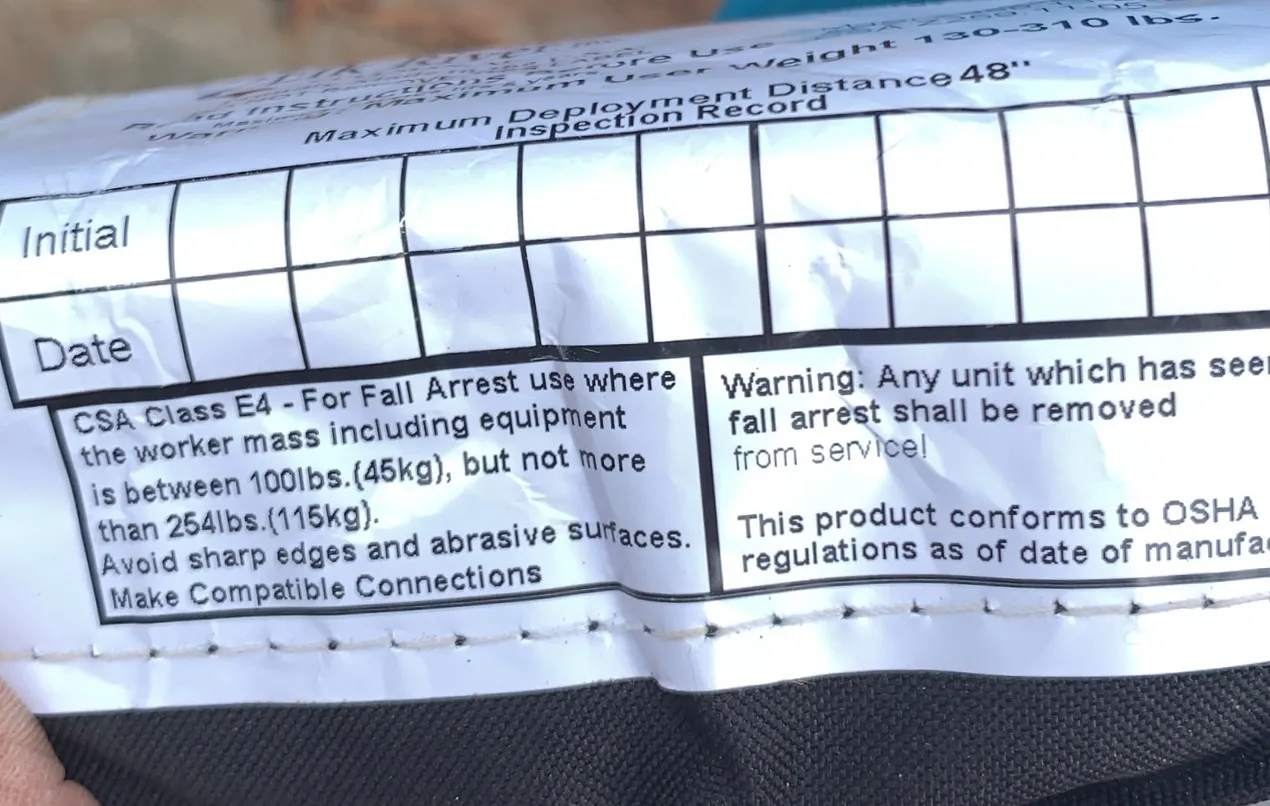 Instructions
Maximum User Weight 130-310 lbs.
Maximum Deployment Distance 48"
Inspection Record
Initial
Date
CSA Class E4 - For Fall Arrest use where
the worker mass including equipment
is between 100lbs.(45kg), but not more
than 254lbs.(115kg).
Avoid sharp edges and abrasive surfaces.
Make Compatible Connections
Warning: Any unit which has
fall arrest shall be removed
from service!
This product conforms to OSHA
regulations as of date of